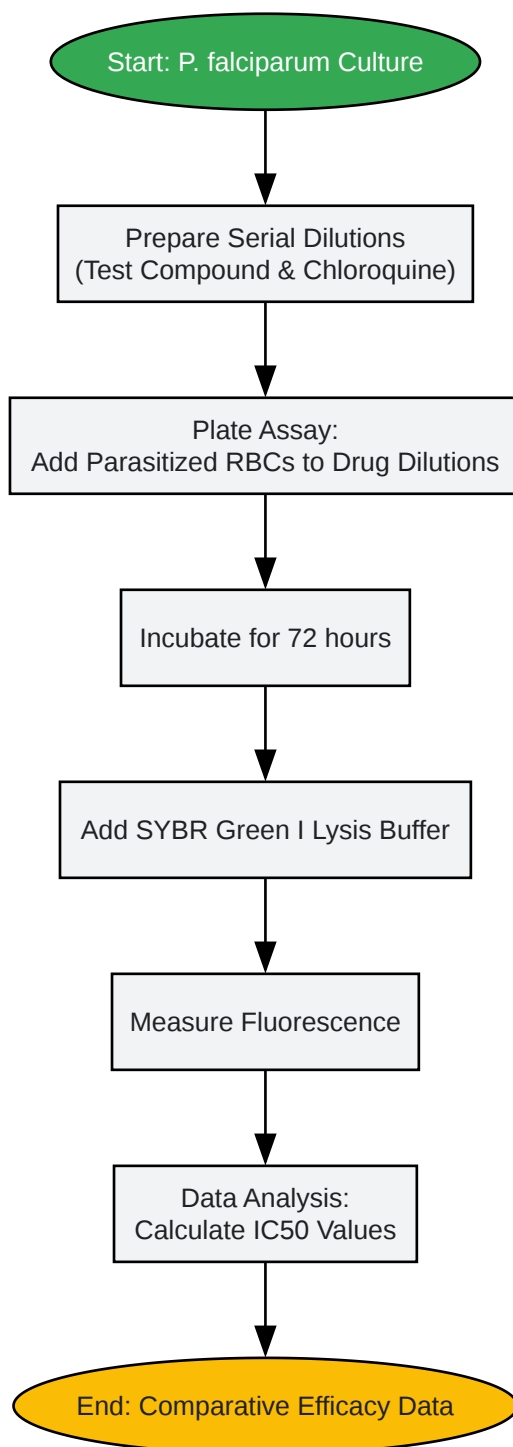 Start: P. falciparum Culture
Prepare Serial Dilutions
(Test Compound & Chloroquine)
Plate Assay:
Add Parasitized RBCs to Drug Dilutions
Incubate for 72 hours
Add SYBR Green I Lysis Buffer
Measure Fluorescence
Data Analysis:
Calculate IC50 Values
End: Comparative Efficacy Data